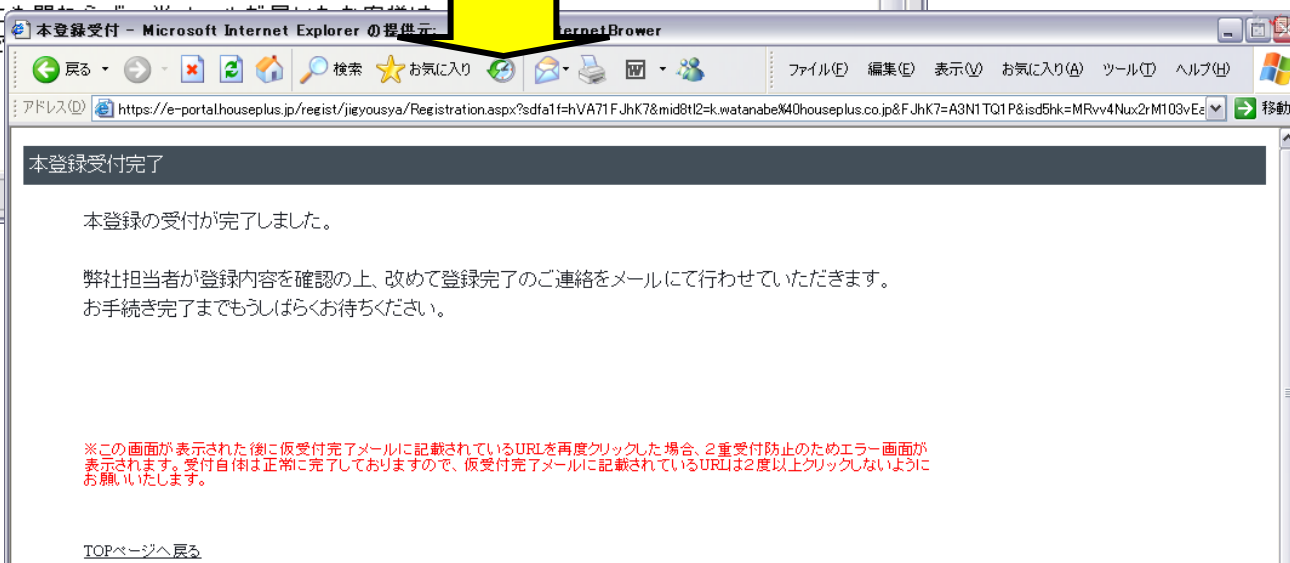 本登録受付 - Microsoft Internet Explorer の提供元:
ernetBrower
戻る
検索
お気に入り
ファイル(F) 編集(E) 表示(V) お気に入り(A) ツール(T) ヘルプ(H)
アドレス(D) https://e-portal.houseplus.jp/regist/jigyousya/Registration.aspx?sdfa1f=hVA71FJhK7&mid8tl2=k.watanabe%40houseplus.co.jp&FJhK7=A3N1TQ1P&isd5hk=MRvv4Nux2rM103vEa 移動
本登録受付完了
本登録の受付が完了しました。
弊社担当者が登録内容を確認の上、改めて登録完了のご連絡をメールにて行わせていただきます。
お手続き完了までもうしばらくお待ちください。
※この画面が表示された後に仮受付完了メールに記載されているURLを再度クリックした場合、2重受付防止のためエラー画面が
表示されます。受付自体は正常に完了しておりますので、仮受付完了メールに記載されているURLは2度以上クリックしないように
お願いいたします。
TOPページへ戻る